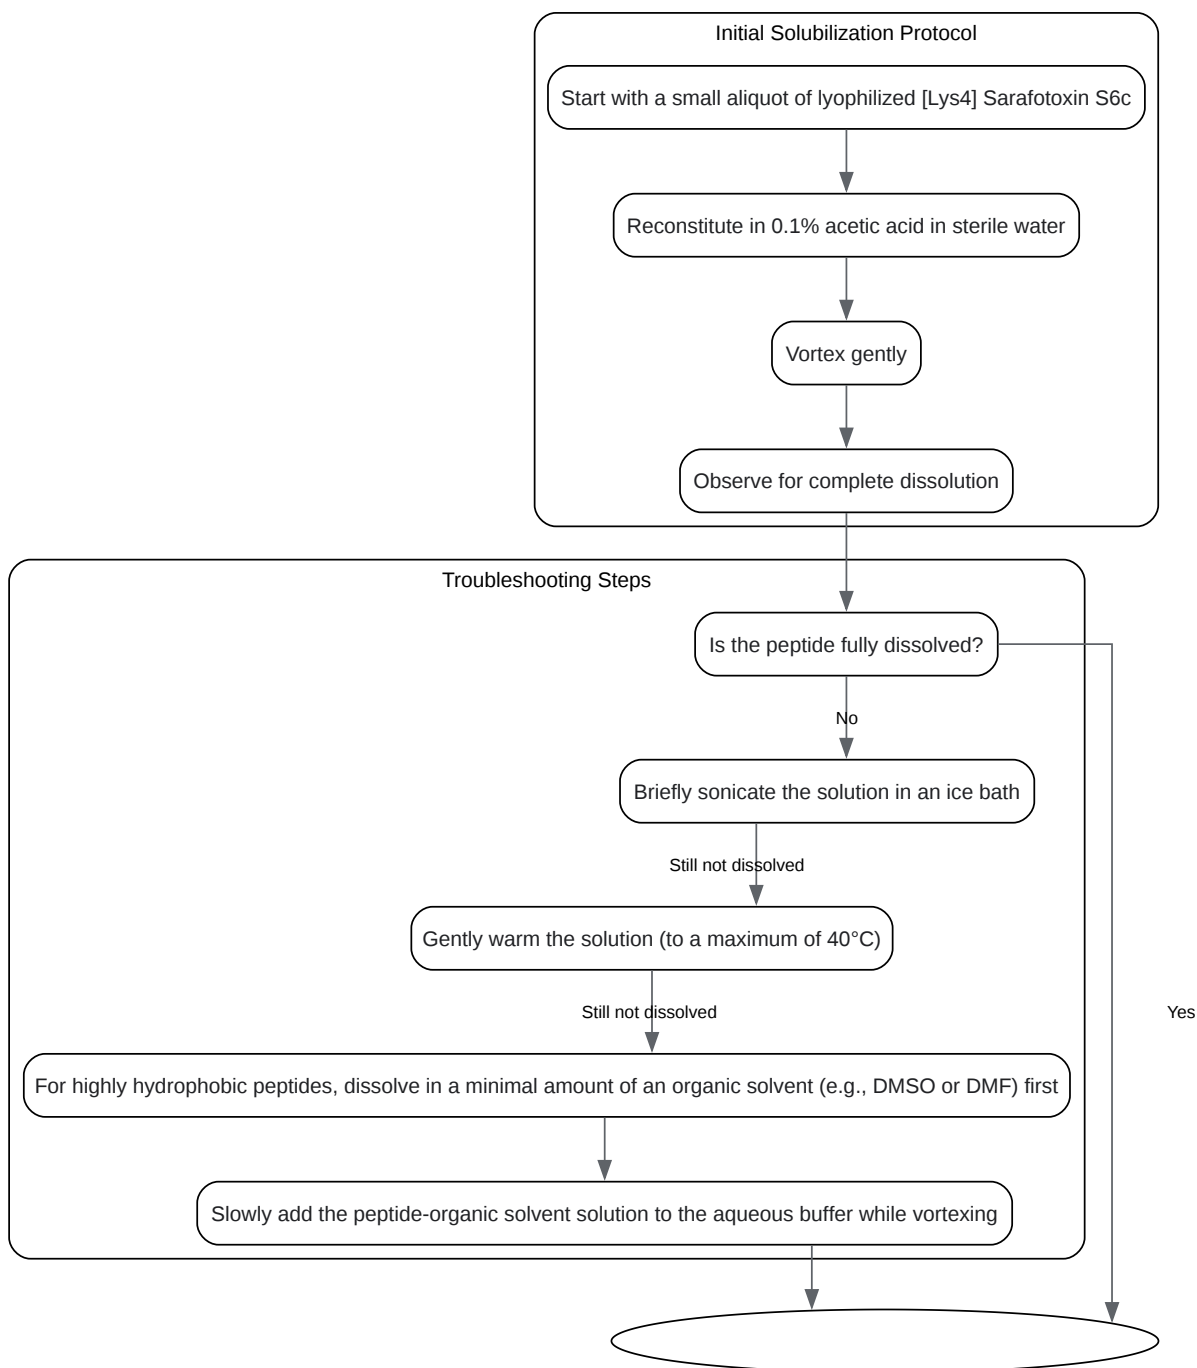 Initial Solubilization Protocol
Start with a small aliquot of lyophilized [Lys4] Sarafotoxin S6c
Reconstitute in 0.1% acetic acid in sterile water
Vortex gently
Observe for complete dissolution
Troubleshooting Steps
Is the peptide fully dissolved?
No
Briefly sonicate the solution in an ice bath
Still not dissolved
Gently warm the solution (to a maximum of 40°C)
Still not dissolved
Yes
For highly hydrophobic peptides, dissolve in a minimal amount of an organic solvent (e.g., DMSO or DMF) first
Slowly add the peptide-organic solvent solution to the aqueous buffer while vortexing